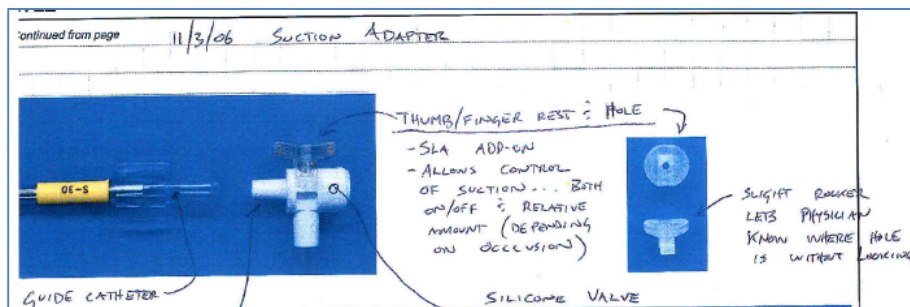 Continued from page
11/3/06 SUCTION ADAPTER
THUMB/FINGER REST & HOLE
- SLA ADD-ON
- ALLOWS CONTROL
OF SUCTION... BOTH
ON/OFF & RELATIVE
AMOUNT (DEPENDING
ON OCCLUSION)
SLIGHT ROCKER
LETS PHYSICIAN
KNOW WHERE HOLE
IS WITHOUT LOOKING
S-30
GUIDE CATHETER
SILICONE VALVE